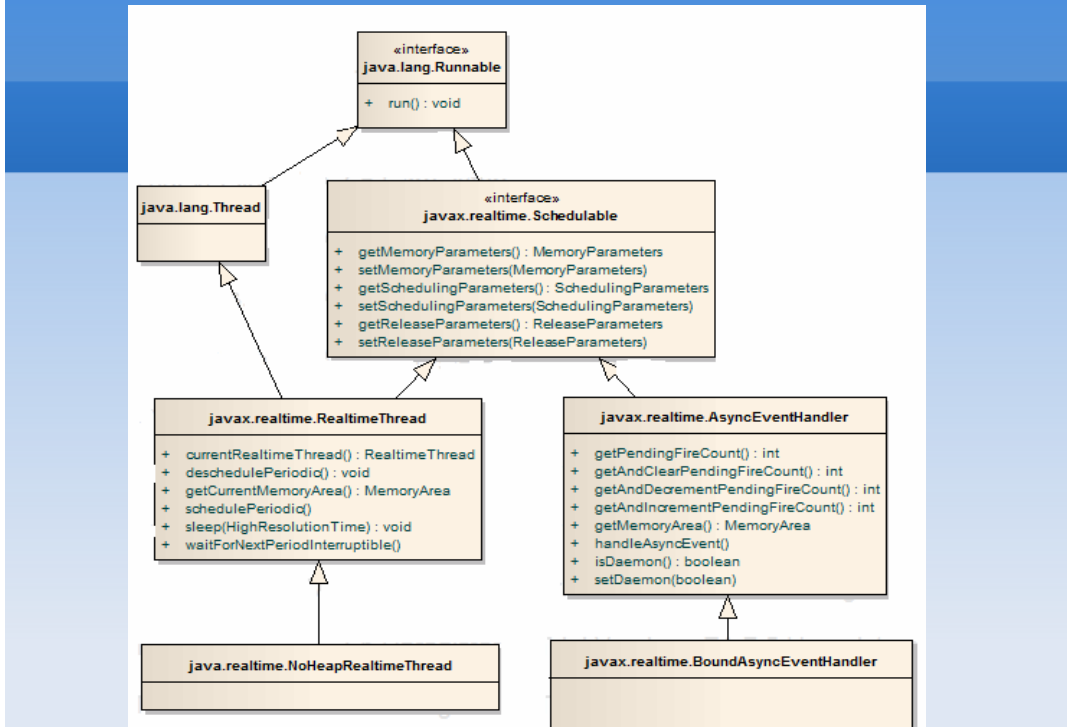 «interface»
java.lang.Runnable
+ run() : void
java.lang.Thread
«interface»
javax.realtime.Schedulable
+ getMemoryParameters() : MemoryParameters
+ setMemoryParameters(MemoryParameters)
+ getSchedulingParameters() : SchedulingParameters
+ setSchedulingParameters(SchedulingParameters)
+ getReleaseParameters() : ReleaseParameters
+ setReleaseParameters(ReleaseParameters)
javax.realtime.RealtimeThread
+ currentRealtimeThread() : RealtimeThread
+ deschedulePeriodic() : void
+ getCurrentMemoryArea() : MemoryArea
+ schedulePeriodic()
+ sleep(HighResolutionTime) : void
+ waitForNextPeriodInterruptible()
javax.realtime.AsyncEventHandler
+ getPendingFireCount() : int
+ getAndClearPendingFireCount() : int
+ getAndDecrementPendingFireCount() : int
+ getAndIncrementPendingFireCount() : int
+ getMemoryArea() : MemoryArea
+ handleAsyncEvent()
+ isDaemon() : boolean
+ setDaemon(boolean)
java.realtime.NoHeapRealtimeThread
javax.realtime.BoundAsyncEventHandler